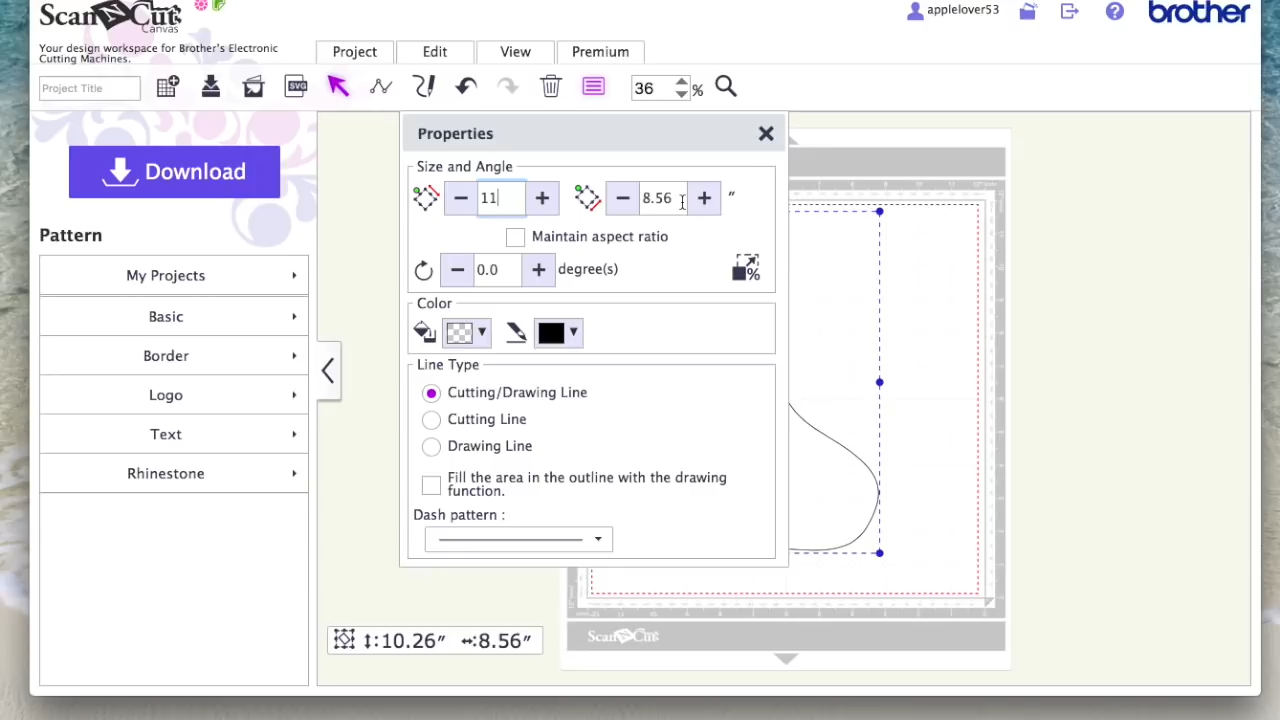 ScanNCut
Canvas
Your design workspace for Brother's Electronic
Cutting Machines.
applelover53
brother
Project
Edit
View
Premium
Project Title
SVG
36
%
Download
Pattern
My Projects
Basic
Border
Logo
Text
Rhinestone
Properties
Size and Angle
11
8.56
"
Maintain aspect ratio
0.0
degree(s)
%
Color
Line Type
Cutting/Drawing Line
Cutting Line
Drawing Line
Fill the area in the outline with the drawing
function.
Dash pattern :
:10.26"
:8.56"
ScanNCut